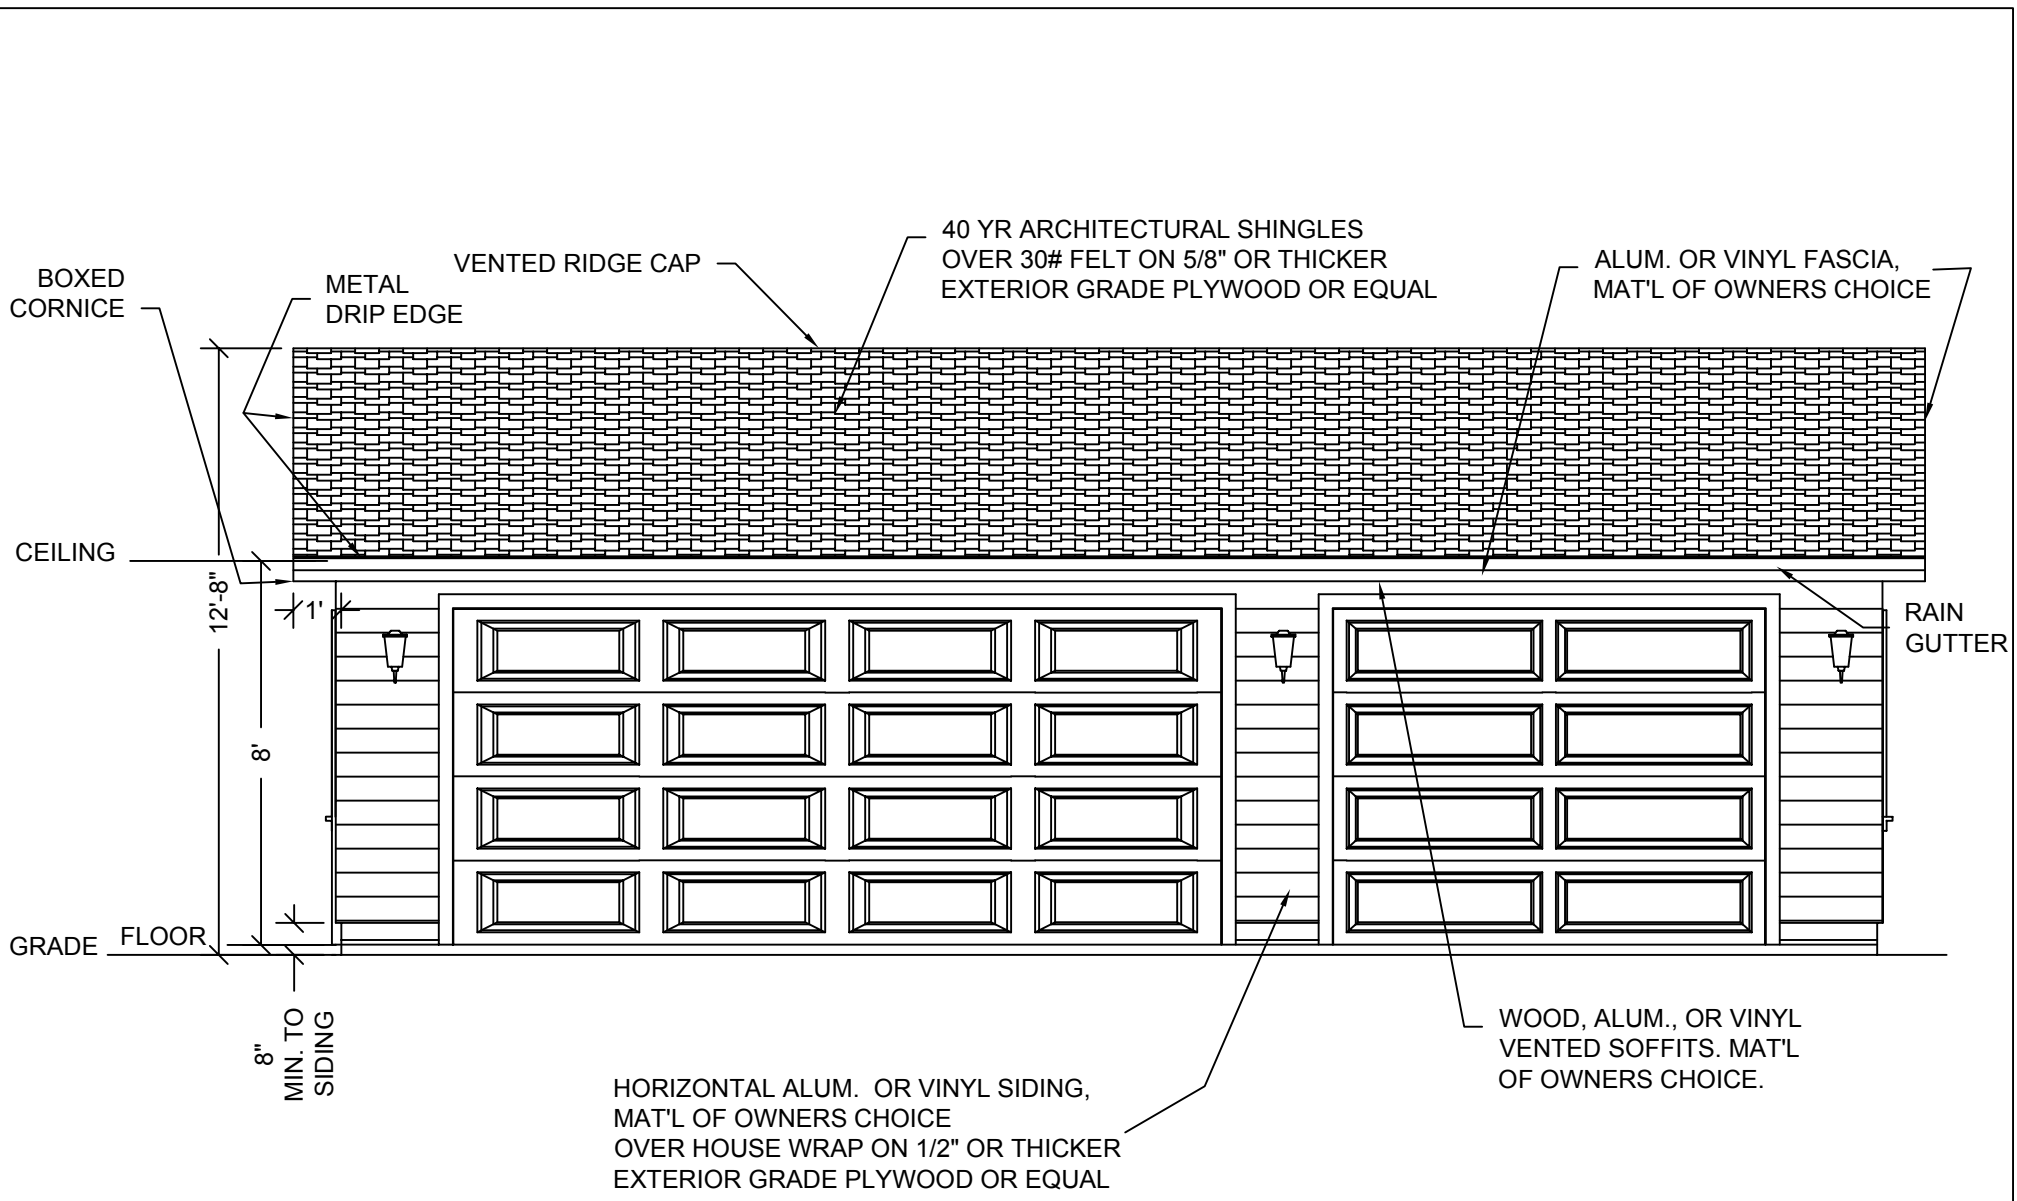 40 YR ARCHITECTURAL SHINGLES
OVER 30# FELT ON 5/8" OR THICKER
EXTERIOR GRADE PLYWOOD OR EQUAL
VENTED RIDGE CAP
ALUM. OR VINYL FASCIA,
MAT'L OF OWNERS CHOICE
BOXED
CORNICE
METAL
DRIP EDGE
CEILING
12'-8"
1'
8'
RAIN
GUTTER
FLOOR
GRADE
8"
MIN. TO
SIDING
WOOD, ALUM., OR VINYL
VENTED SOFFITS. MAT'L
OF OWNERS CHOICE.
HORIZONTAL ALUM.  OR VINYL SIDING,
MAT'L OF OWNERS CHOICE
OVER HOUSE WRAP ON 1/2" OR THICKER
EXTERIOR GRADE PLYWOOD OR EQUAL